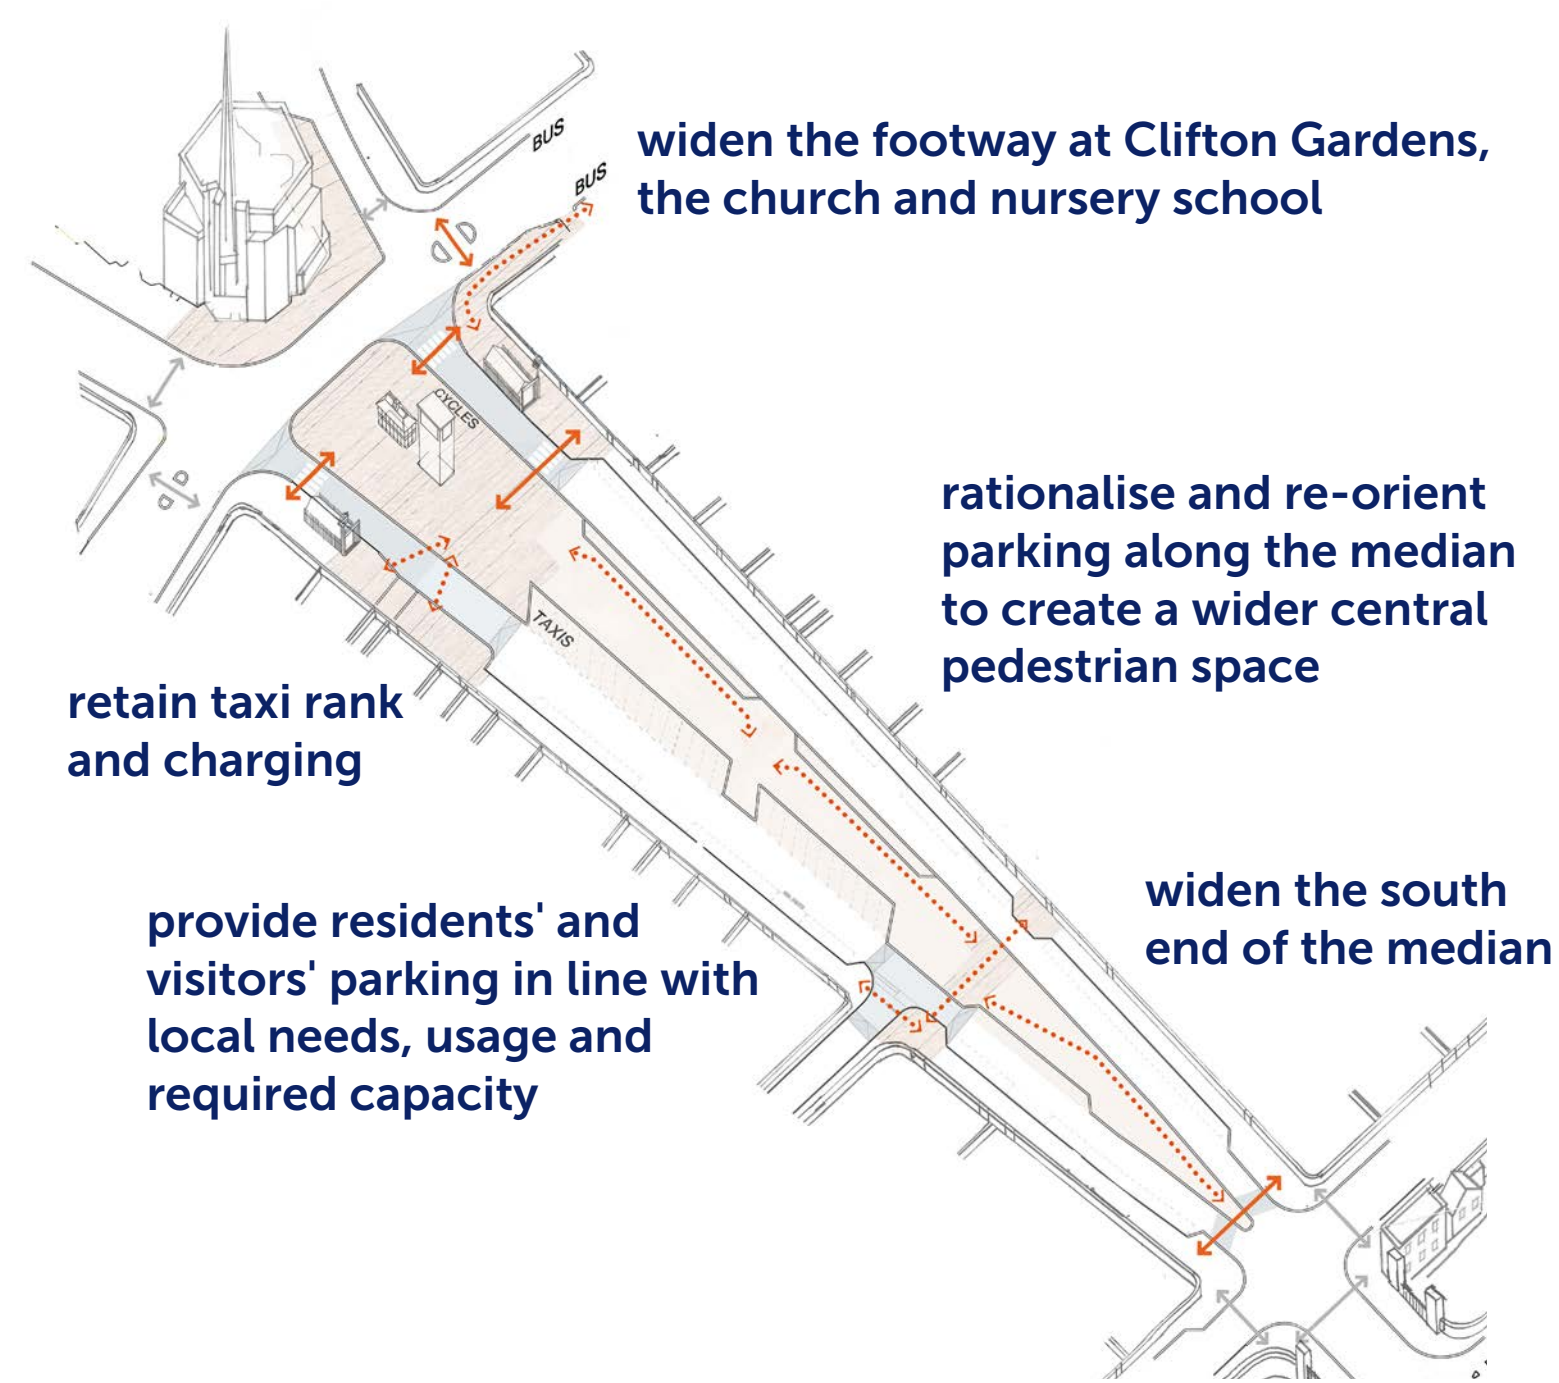 BUS
BUS
widen the footway at Clifton Gardens,
the church and nursery school
CYCLES
rationalise and re-orient
parking along the median
to create a wider central
pedestrian space
TAXIS
retain taxi rank
and charging
provide residents' and
visitors' parking in line with
local needs, usage and
required capacity
widen the south
end of the median